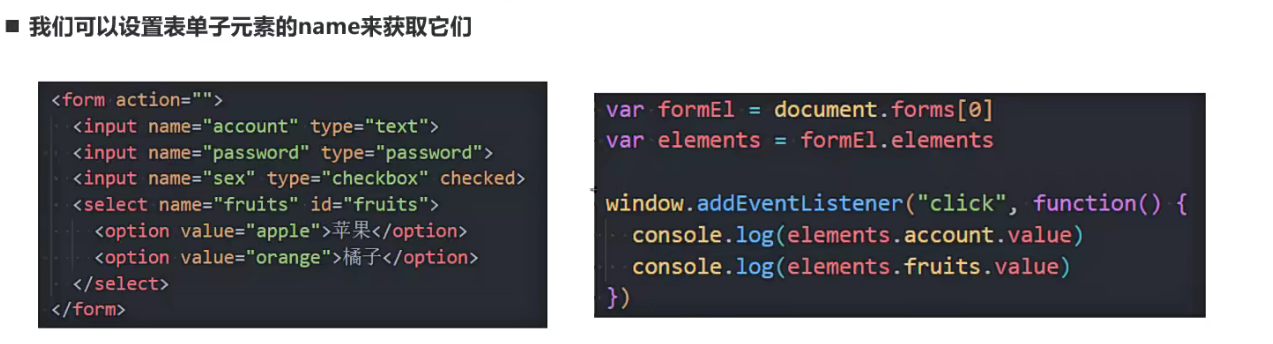 ■ 我们可以设置表单子元素的name来获取它们
<form action="">
  <input name="account" type="text">
  <input name="password" type="password">
  <input name="sex" type="checkbox" checked>
  <select name="fruits" id="fruits">
    <option value="apple">苹果</option>
    <option value="orange">橘子</option>
  </select>
</form>
var formEl = document.forms[0]
var elements = formEl.elements
window.addEventListener("click", function() {
  console.log(elements.account.value)
  console.log(elements.fruits.value)
})